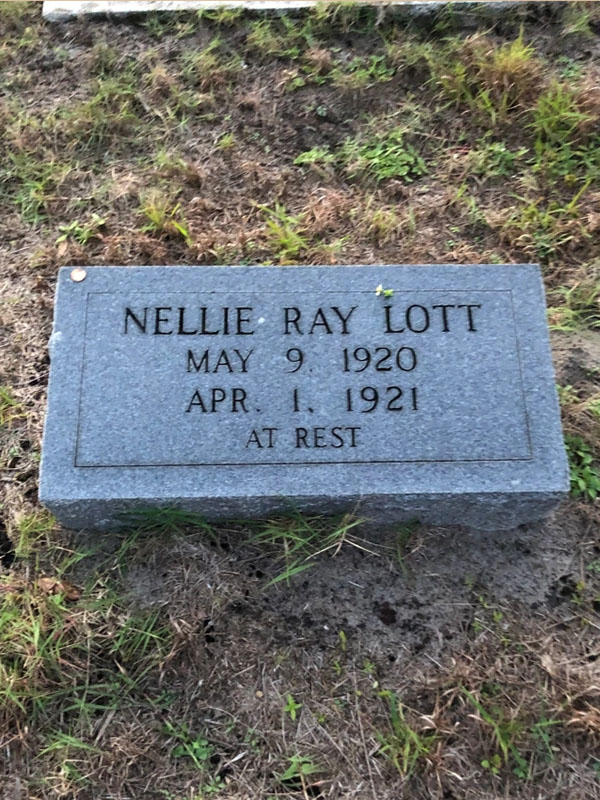 NELLIE RAY LOTT
MAY 9, 1920
APR. 1, 1921
AT REST